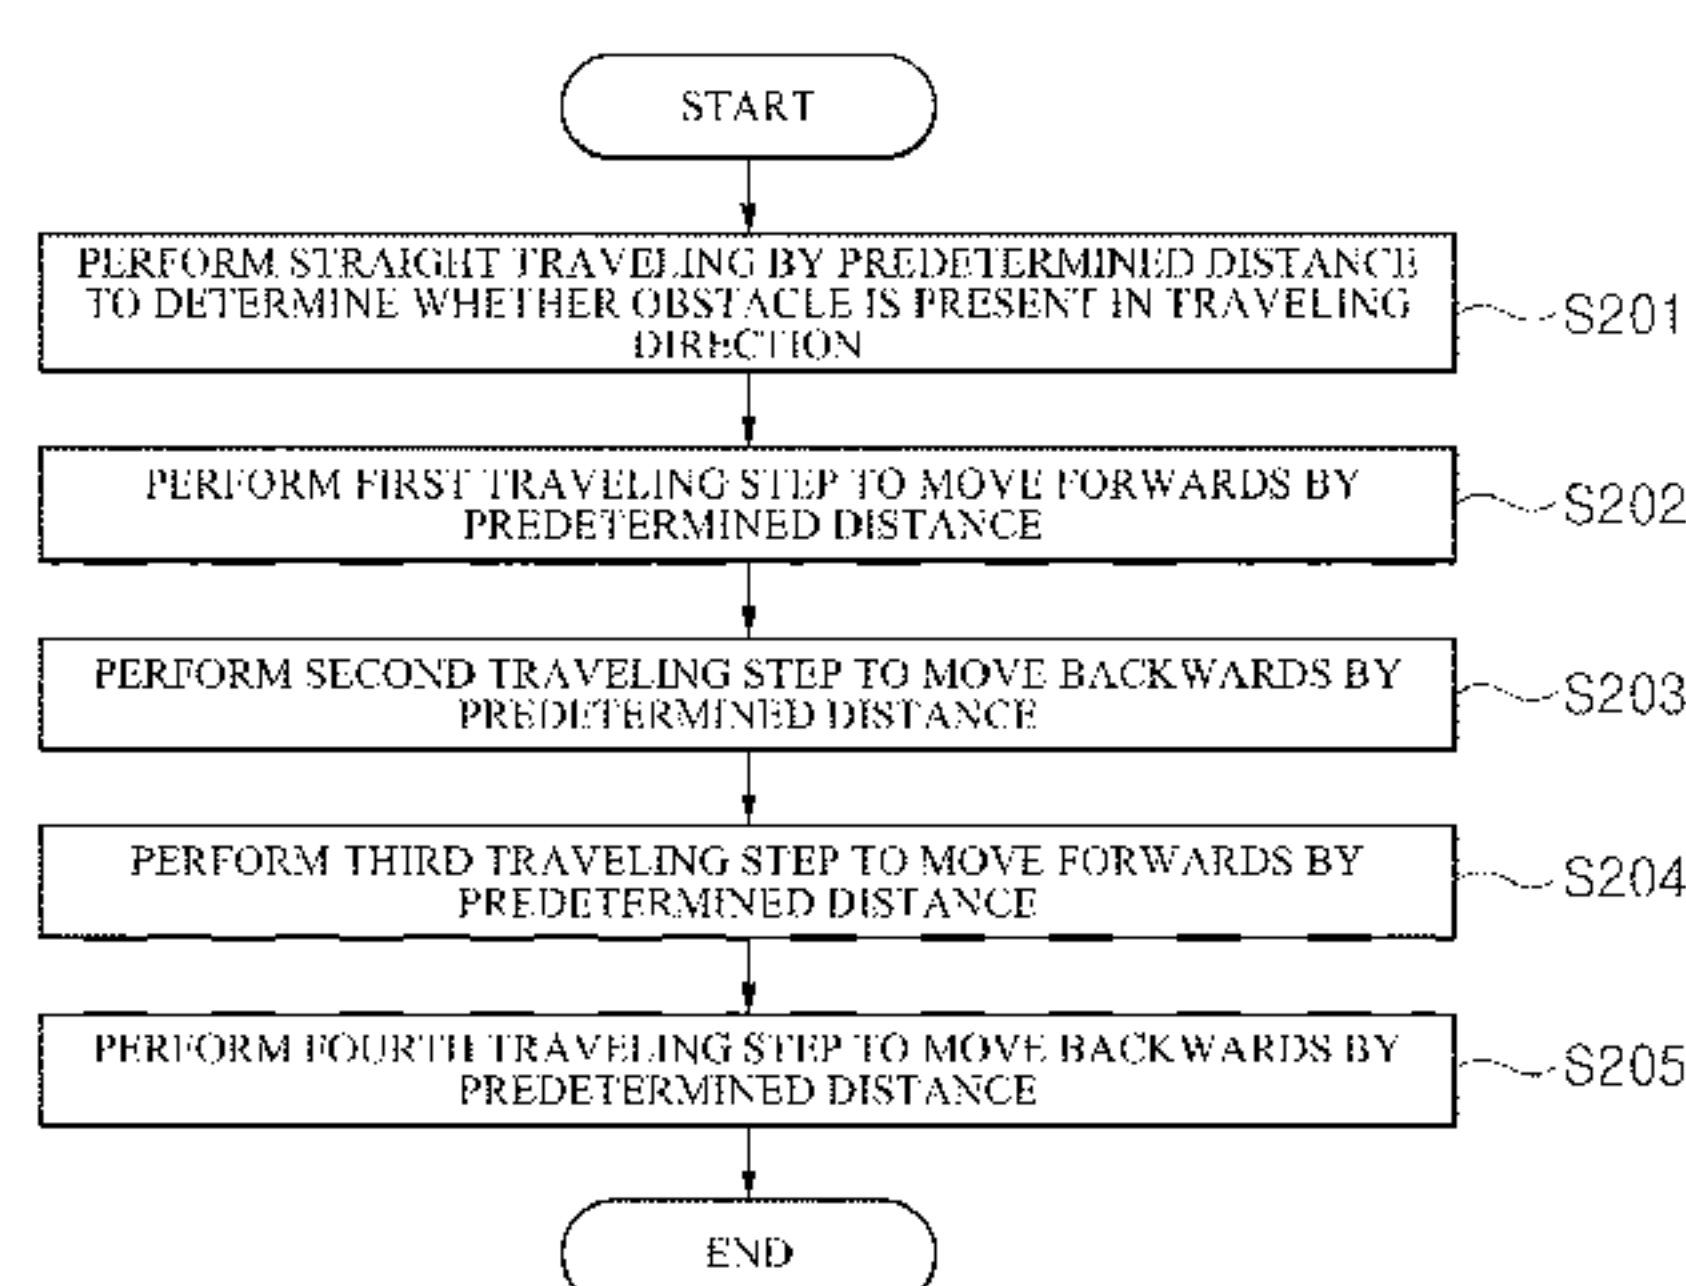 START
PERFORM STRAIGHT TRAVELING BY PREDETERMINED DISTANCE
TO DETERMINE WHETHER OBSTACLE IS PRESENT IN TRAVELING
DIRECTION
S201
PERFORM FIRST TRAVELING STEP TO MOVE FORWARDS BY
PREDETERMINED DISTANCE
S202
PERFORM SECOND TRAVELING STEP TO MOVE BACKWARDS BY
PREDETERMINED DISTANCE
S203
PERFORM THIRD TRAVELING STEP TO MOVE FORWARDS BY
PREDETERMINED DISTANCE
S204
PERFORM FOURTH TRAVELING STEP TO MOVE BACKWARDS BY
PREDETERMINED DISTANCE
S205
END